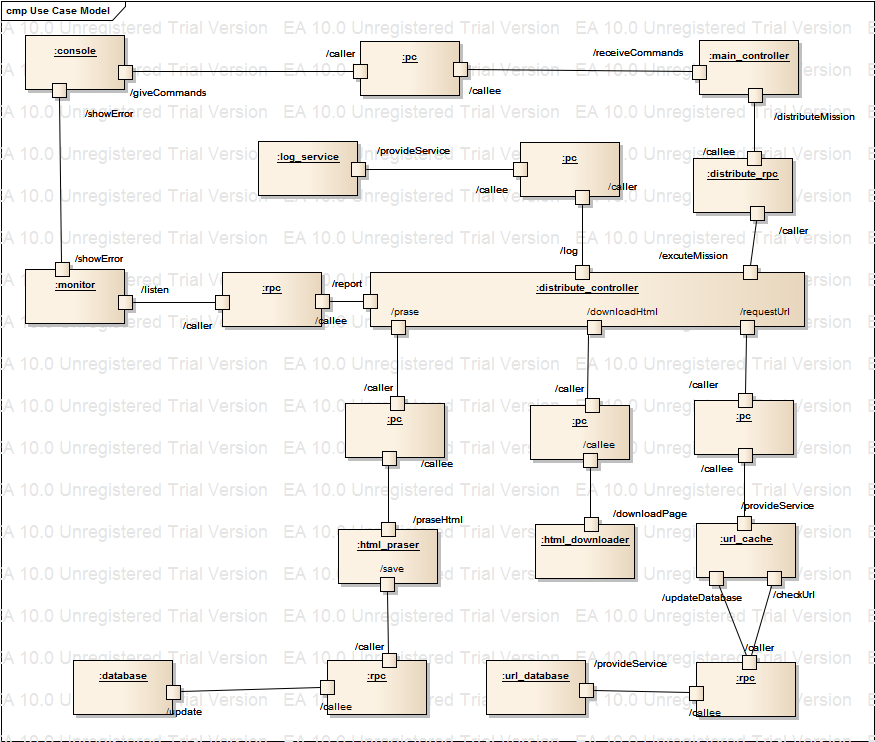 cmp Use Case Model
EA 10.0 Unregistered Trial Version
:console
/caller
:pc
/receiveCommands
:main_controller
/giveCommands
/callee
/showError
/distributeMission
:log_service
/provideService
:pc
/callee
:distribute_rpc
/callee
/caller
/caller
/log
/excuteMission
/showError
:monitor
/listen
:rpc
/report
:distribute_controller
/caller
/callee
/prase
/downloadHtml
/requestUrl
/caller
/caller
/caller
:pc
:pc
:pc
/callee
/callee
/callee
/praseHtml
/downloadPage
/provideService
:html_praser
:html_downloader
:url_cache
/save
/updateDatabase
/checkUrl
/caller
/caller
:database
:rpc
:url_database
/provideService
:rpc
/update
/callee
/callee